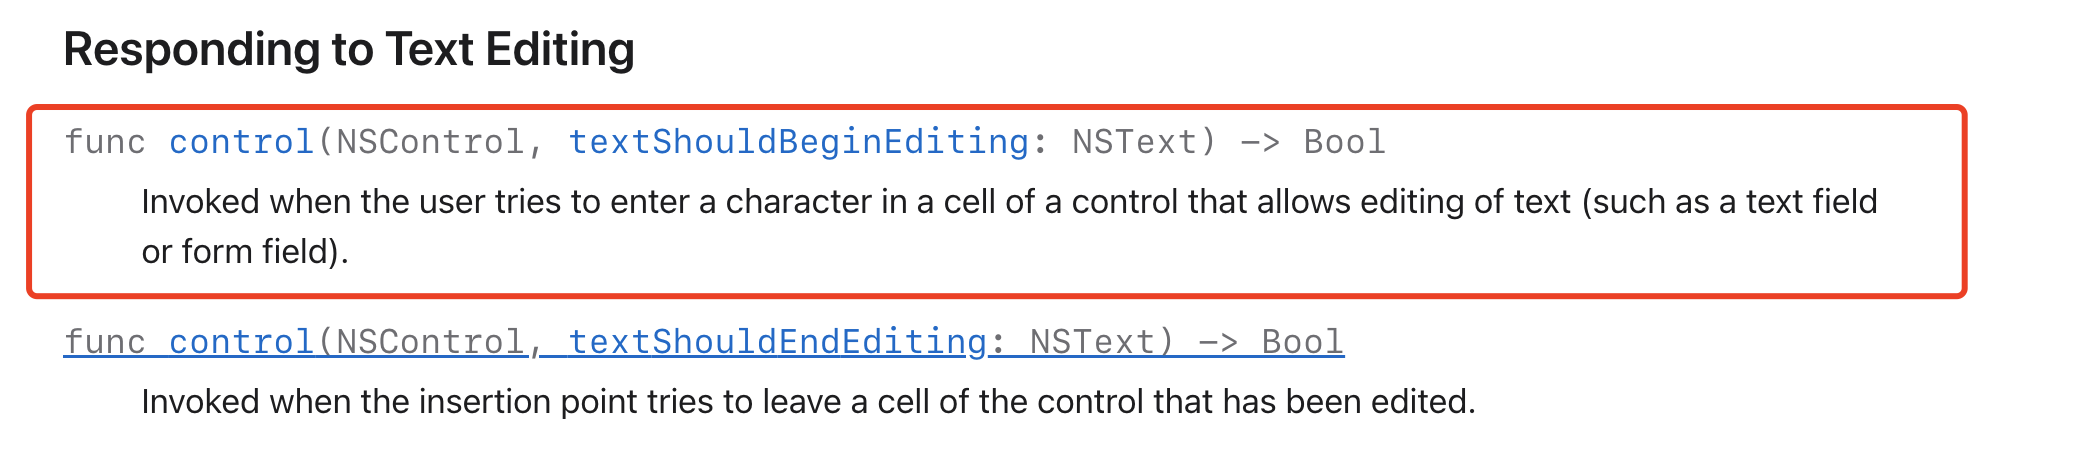 Responding to Text Editing
func control(NSControl, textShouldBeginEditing: NSText) -> Bool
Invoked when the user tries to enter a character in a cell of a control that allows editing of text (such as a text field
or form field).
func control(NSControl, textShouldEndEditing: NSText) -> Bool
Invoked when the insertion point tries to leave a cell of the control that has been edited.